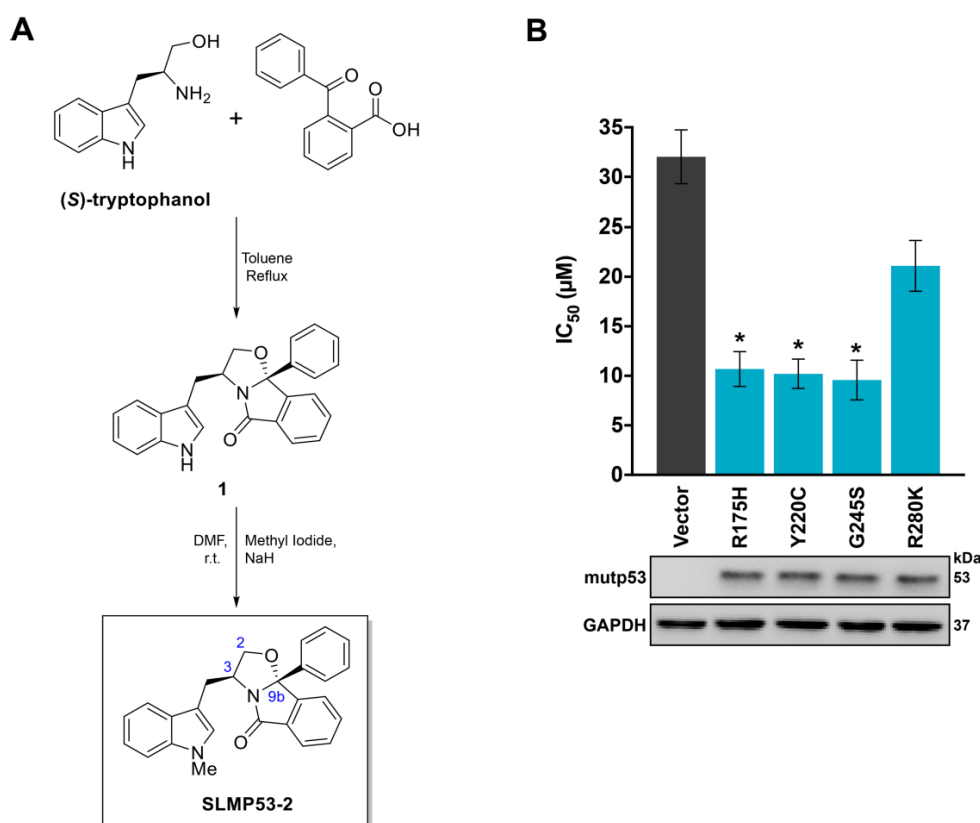 A
OH
NH2
N
H
+
O
O
OH
(S)-tryptophanol
Toluene
Reflux
O
N
O
N
H
1
DMF,
r.t.
Methyl Iodide,
NaH
2
O
3
N
9b
O
N
Me
SLMP53-2
B
IC50 (µM)
35
30
25
20
15
10
5
0
* * *
Vector
R175H
Y220C
G245S
R280K
kDa
mutp53
53
GAPDH
37